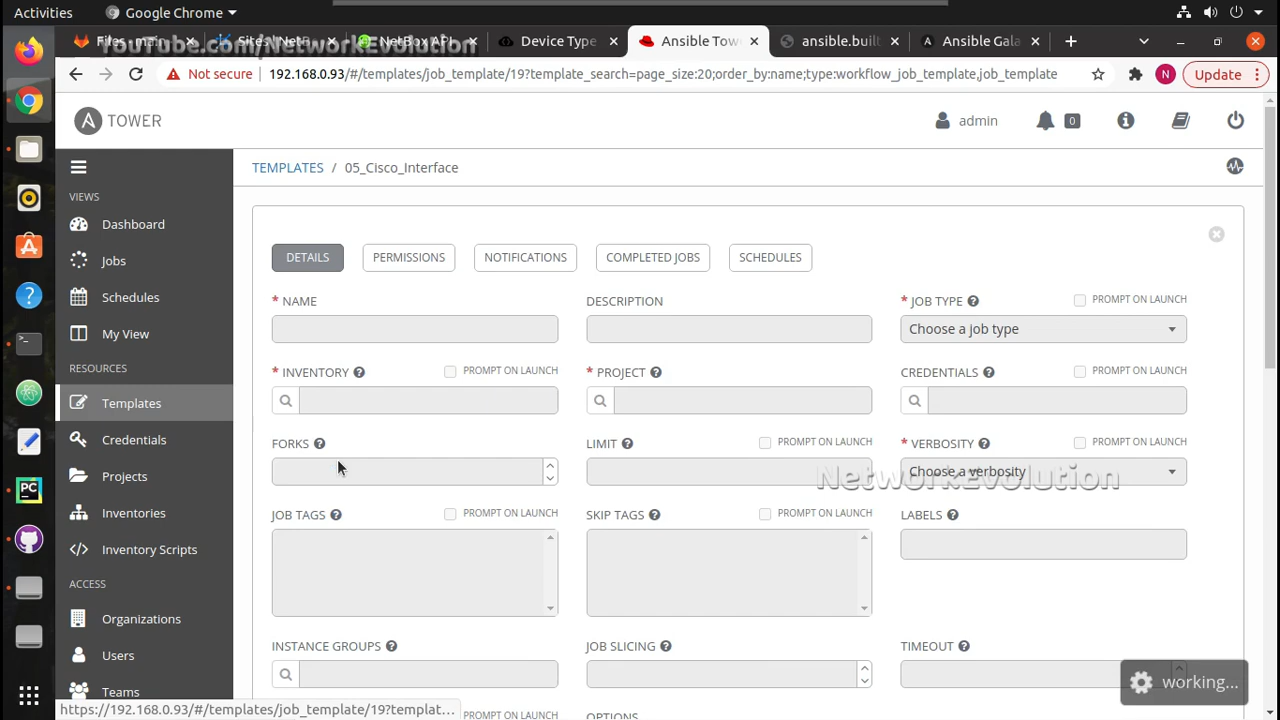 Activities Google Chrome
Files · main
Sites | NetB
NetBox API
Device Type
Ansible Tow
ansible.built
Ansible Gala
Youtube.com/NetworkEvolution
Not secure 192.168.0.93/#/templates/job_template/19?template_search=page_size:20;order_by:name;type:workflow_job_template,job_template Update
A TOWER admin 0
TEMPLATES / 05_Cisco_Interface
VIEWS
Dashboard
Jobs
Schedules
My View
RESOURCES
Templates
Credentials
Projects
Inventories
Inventory Scripts
ACCESS
Organizations
Users
Teams
DETAILS PERMISSIONS NOTIFICATIONS COMPLETED JOBS SCHEDULES
* NAME DESCRIPTION * JOB TYPE ? PROMPT ON LAUNCH
Choose a job type
* INVENTORY ? PROMPT ON LAUNCH * PROJECT ? CREDENTIALS ? PROMPT ON LAUNCH
FORKS ? LIMIT ? PROMPT ON LAUNCH * VERBOSITY ? PROMPT ON LAUNCH
Choose a verbosity
NetworkEvolution
JOB TAGS ? PROMPT ON LAUNCH SKIP TAGS ? PROMPT ON LAUNCH LABELS ?
INSTANCE GROUPS ? JOB SLICING ? TIMEOUT ?
working...
PROMPT ON LAUNCH OPTIONS
https://192.168.0.93/#/templates/job_template/19?templat...